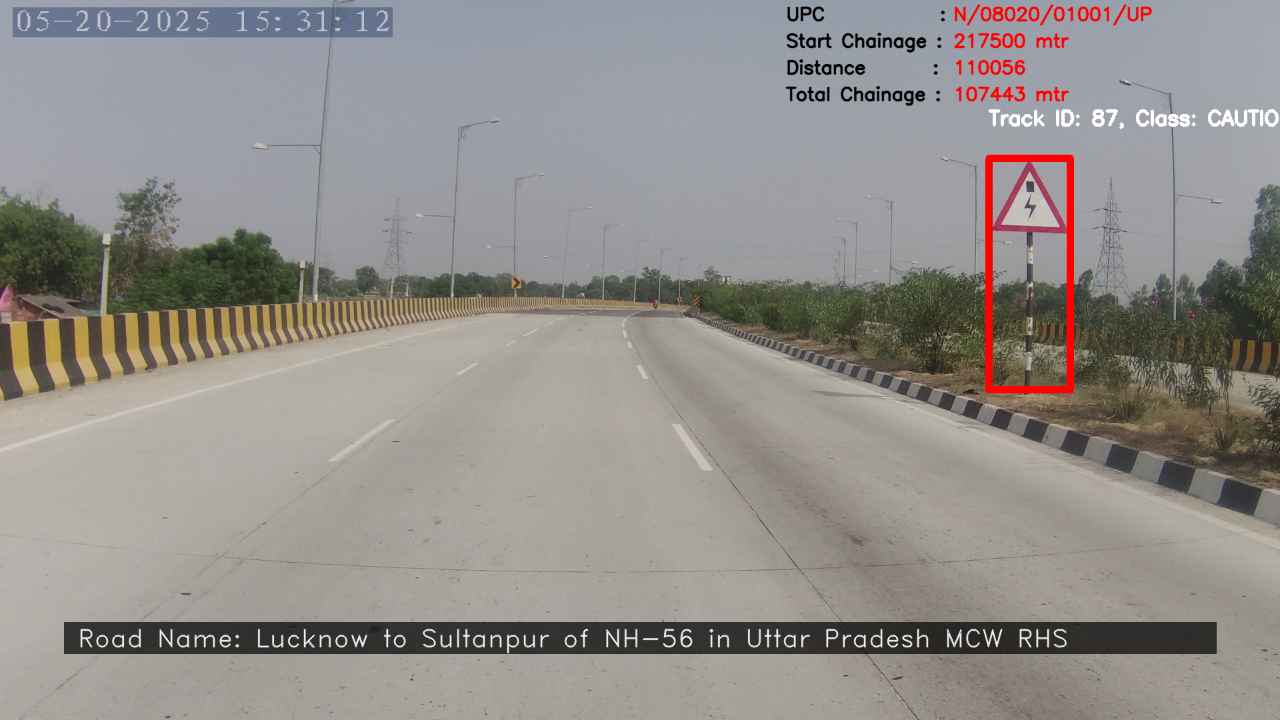 05-20-2025 15:31:12
UPC : N/08020/01001/UP
Start Chainage : 217500 mtr
Distance : 110056
Total Chainage : 107443 mtr
Track ID: 87, Class: CAUTIO
Road Name: Lucknow to Sultanpur of NH-56 in Uttar Pradesh MCW RHS